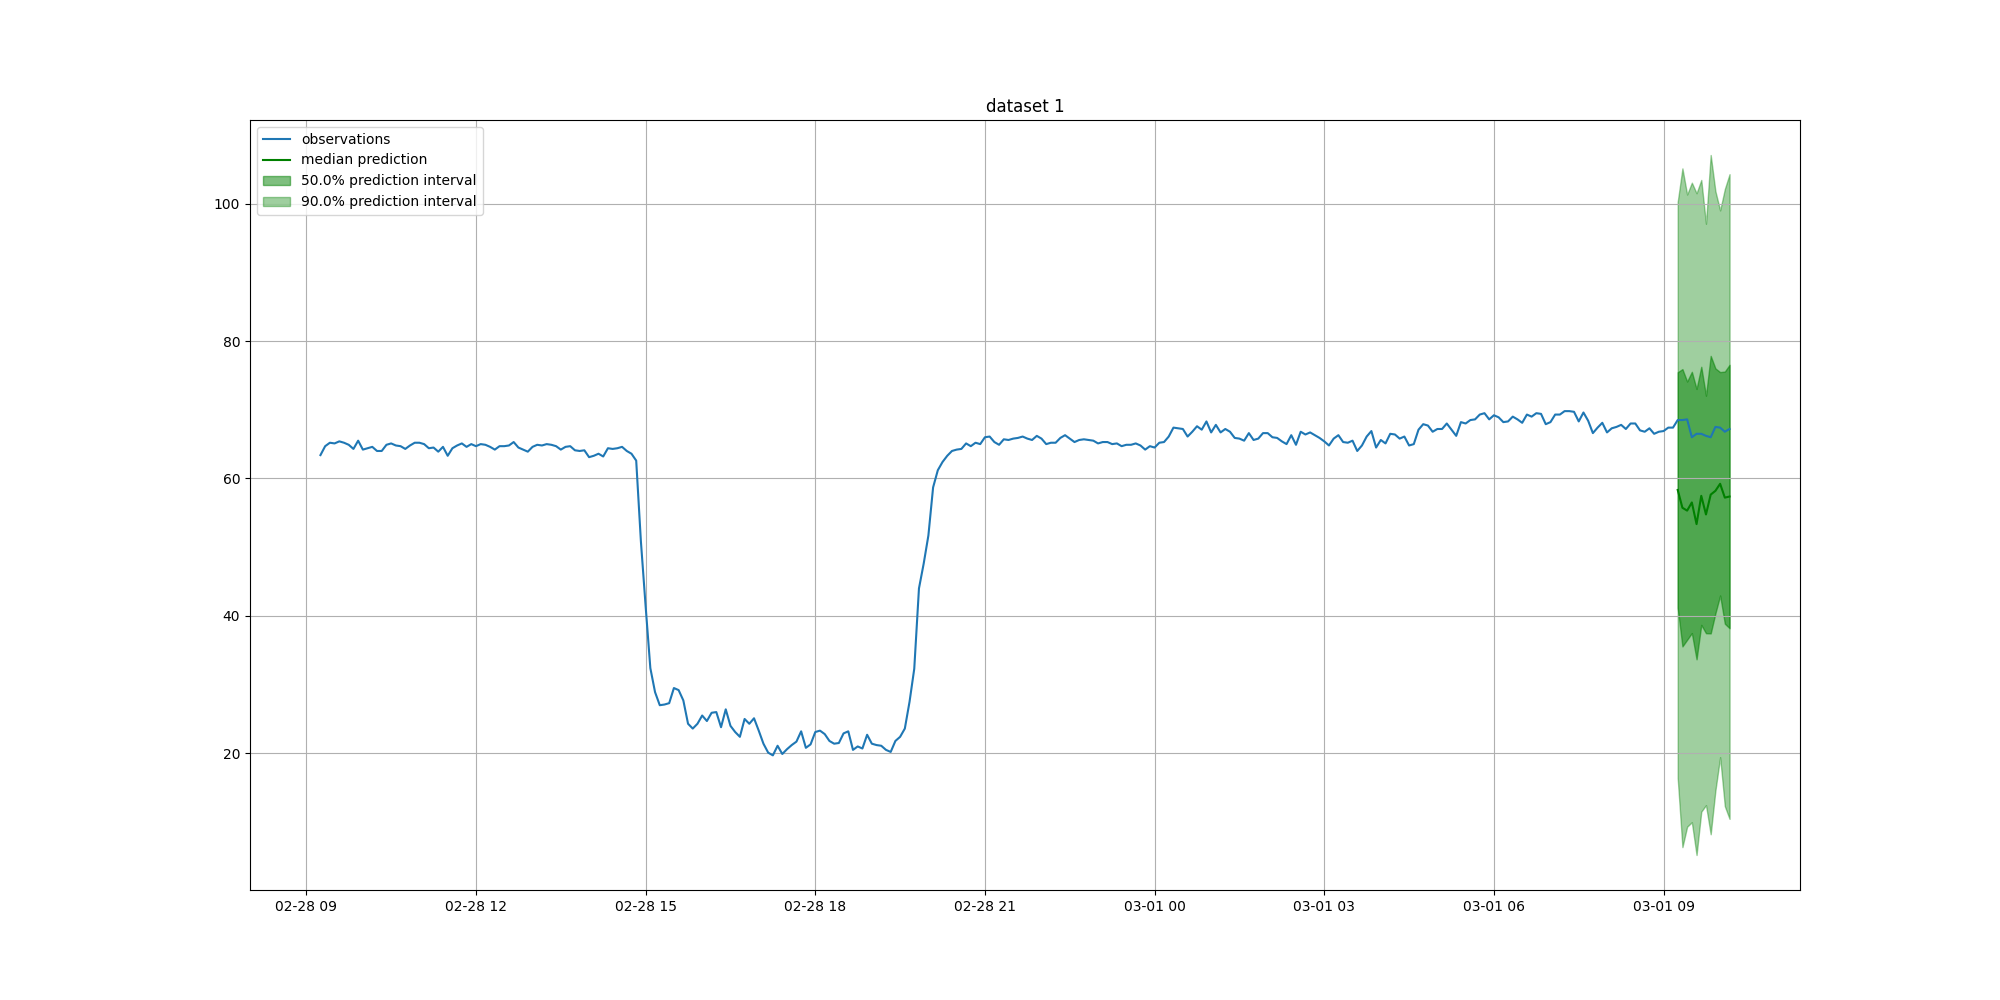 dataset 1
observations
median prediction
50.0% prediction interval
90.0% prediction interval
100
80
60
40
20
02-28 09
02-28 12
02-28 15
02-28 18
02-28 21
03-01 00
03-01 03
03-01 06
03-01 09